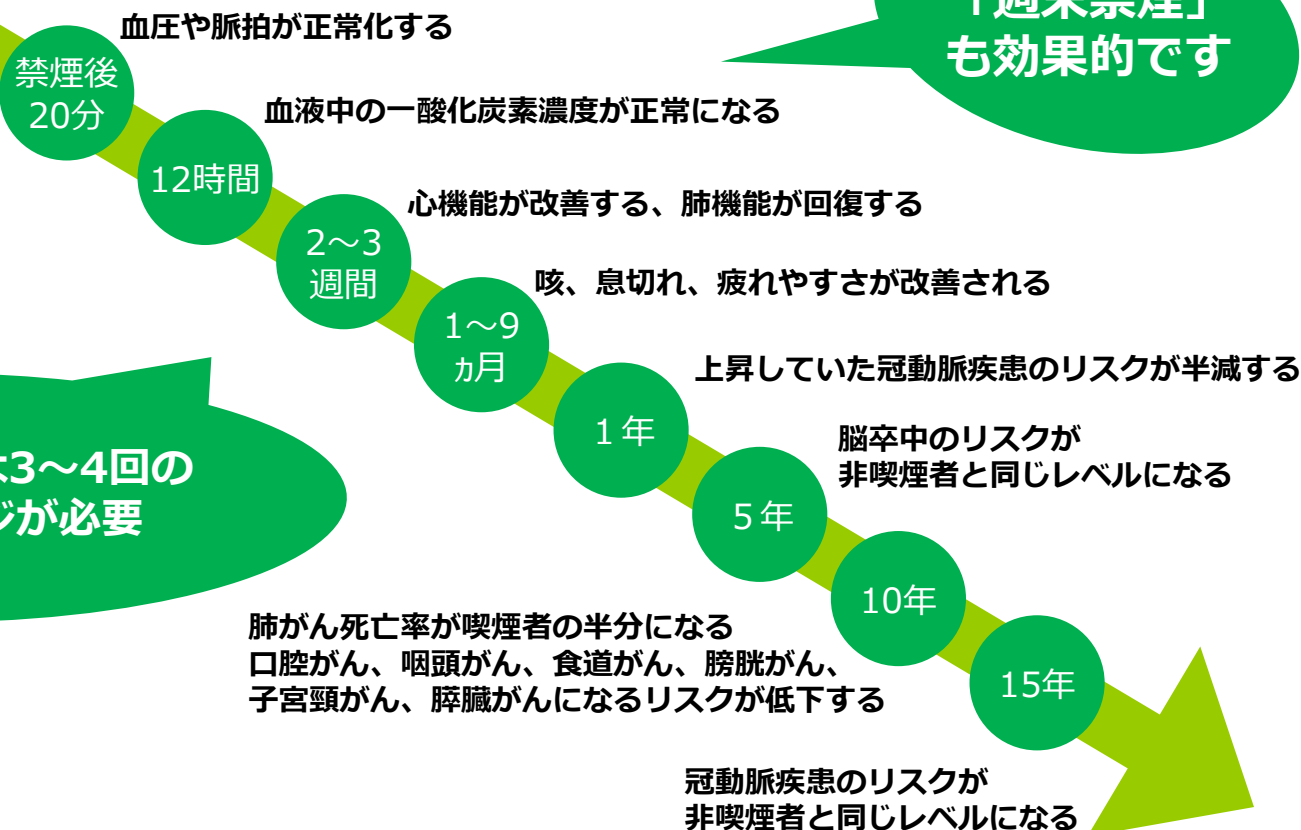 「週末禁煙」
も効果的です
血圧や脈拍が正常化する
禁煙後
20分
血液中の一酸化炭素濃度が正常になる
12時間
心機能が改善する、肺機能が回復する
2～3
週間
咳、息切れ、疲れやすさが改善される
1～9
ヵ月
上昇していた冠動脈疾患のリスクが半減する
１年
脳卒中のリスクが
非喫煙者と同じレベルになる
５年
3～4回の
が必要
10年
肺がん死亡率が喫煙者の半分になる
口腔がん、咽頭がん、食道がん、膀胱がん、
子宮頸がん、膵臓がんになるリスクが低下する
15年
冠動脈疾患のリスクが
非喫煙者と同じレベルになる